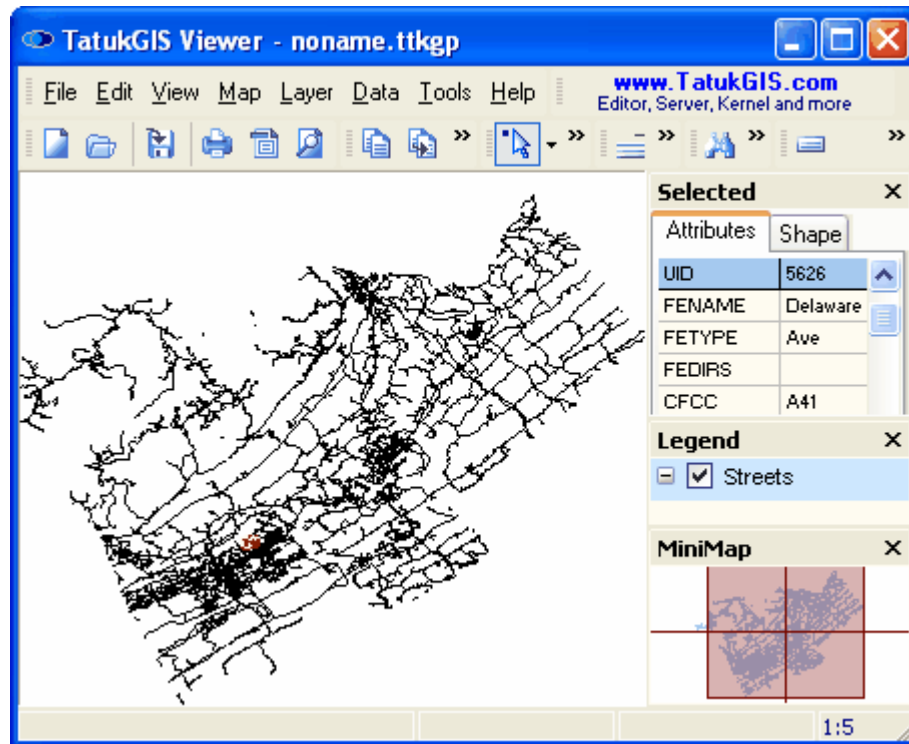 TatukGIS Viewer - noname.ttkgp
File Edit View Map Layer Data Tools Help
www.TatukGIS.com
Editor, Server, Kernel and more
Selected
Attributes Shape
UID 5626
FENAME Delaware
FETYPE Ave
FEDIRS
CFCC A41
Legend
Streets
MiniMap
1:5